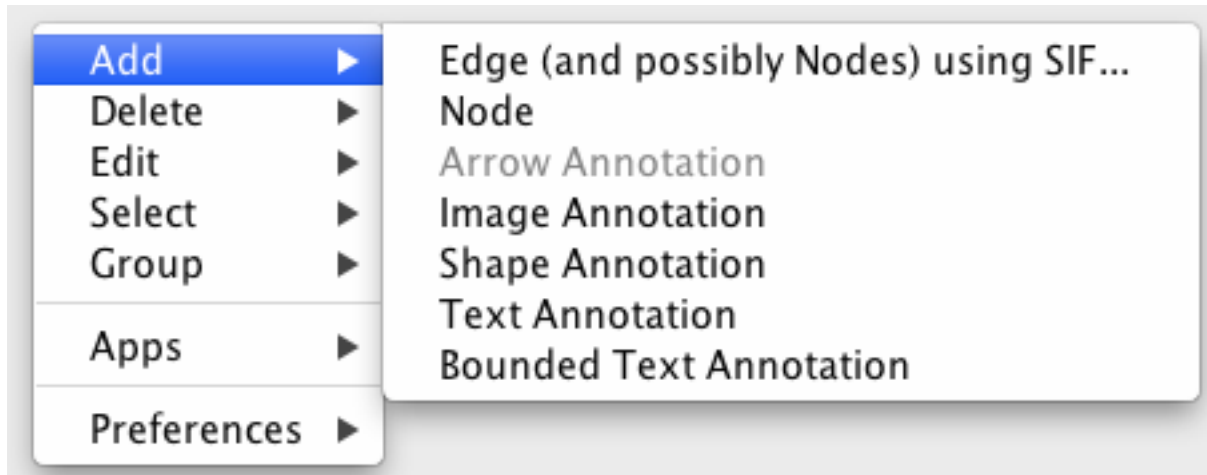 Add
Delete
Edit
Select
Group
Apps
Preferences
Edge (and possibly Nodes) using SIF...
Node
Arrow Annotation
Image Annotation
Shape Annotation
Text Annotation
Bounded Text Annotation